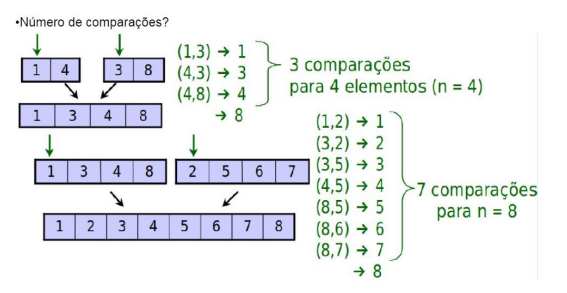 •Número de comparações?
1 4
3 8
(1,3) → 1
(4,3) → 3
(4,8) → 4
→ 8
3 comparações
para 4 elementos (n = 4)
1 3 4 8
1 3 4 8
2 5 6 7
1 2 3 4 5 6 7 8
(1,2) → 1
(3,2) → 2
(3,5) → 3
(4,5) → 4
(8,5) → 5
(8,6) → 6
(8,7) → 7
→ 8
7 comparações
para n = 8